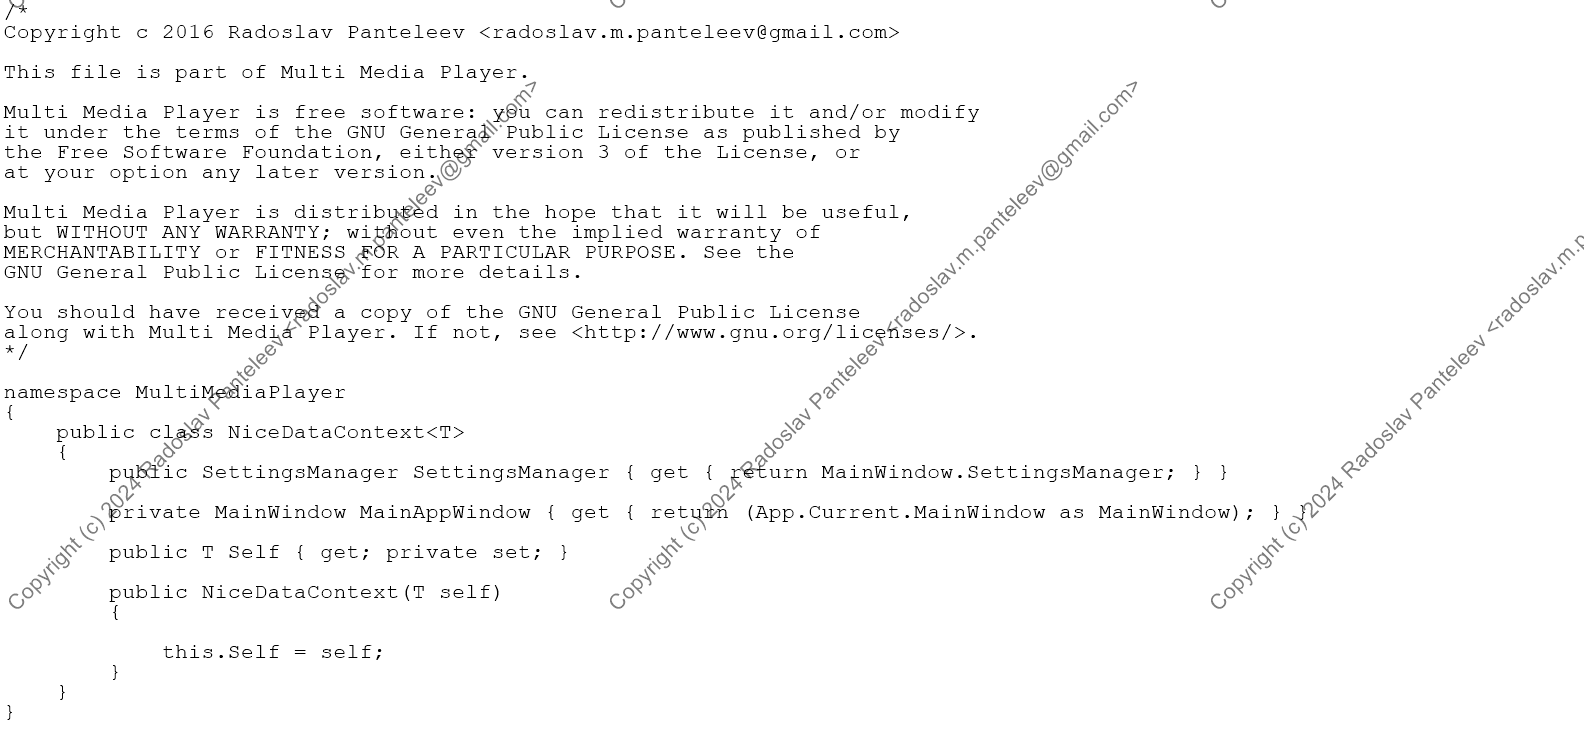 /*
Copyright c 2016 Radoslav Panteleev <radoslav.m.panteleev@gmail.com>
This file is part of Multi Media Player.
Multi Media Player is free software: you can redistribute it and/or modify
it under the terms of the GNU General Public License as published by
the Free Software Foundation, either version 3 of the License, or
at your option any later version.
Multi Media Player is distributed in the hope that it will be useful,
but WITHOUT ANY WARRANTY; without even the implied warranty of
MERCHANTABILITY or FITNESS FOR A PARTICULAR PURPOSE. See the
GNU General Public License for more details.
You should have received a copy of the GNU General Public License
along with Multi Media Player. If not, see <http://www.gnu.org/licenses/>.
*/
namespace MultiMediaPlayer
{
    public class NiceDataContext<T>
    {
        public SettingsManager SettingsManager { get { return MainWindow.SettingsManager; } }
        private MainWindow MainAppWindow { get { return (App.Current.MainWindow as MainWindow); } }
        public T Self { get; private set; }
        public NiceDataContext(T self)
        {
            this.Self = self;
        }
    }
}
Copyright (c) 2024 Radoslav Panteleev <radoslav.m.panteleev@gmail.com>
Copyright (c) 2024 Radoslav Panteleev <radoslav.m.panteleev@gmail.com>
Copyright (c) 2024 Radoslav Panteleev <radoslav.m.p